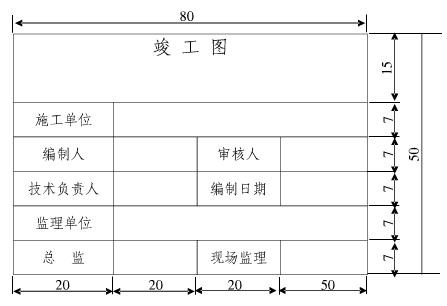 80
竣 工 图
15
施工单位
7
编制人 审核人
7
50
技术负责人 编制日期
7
监理单位
7
总 监 现场监理
7
20 20 20 50